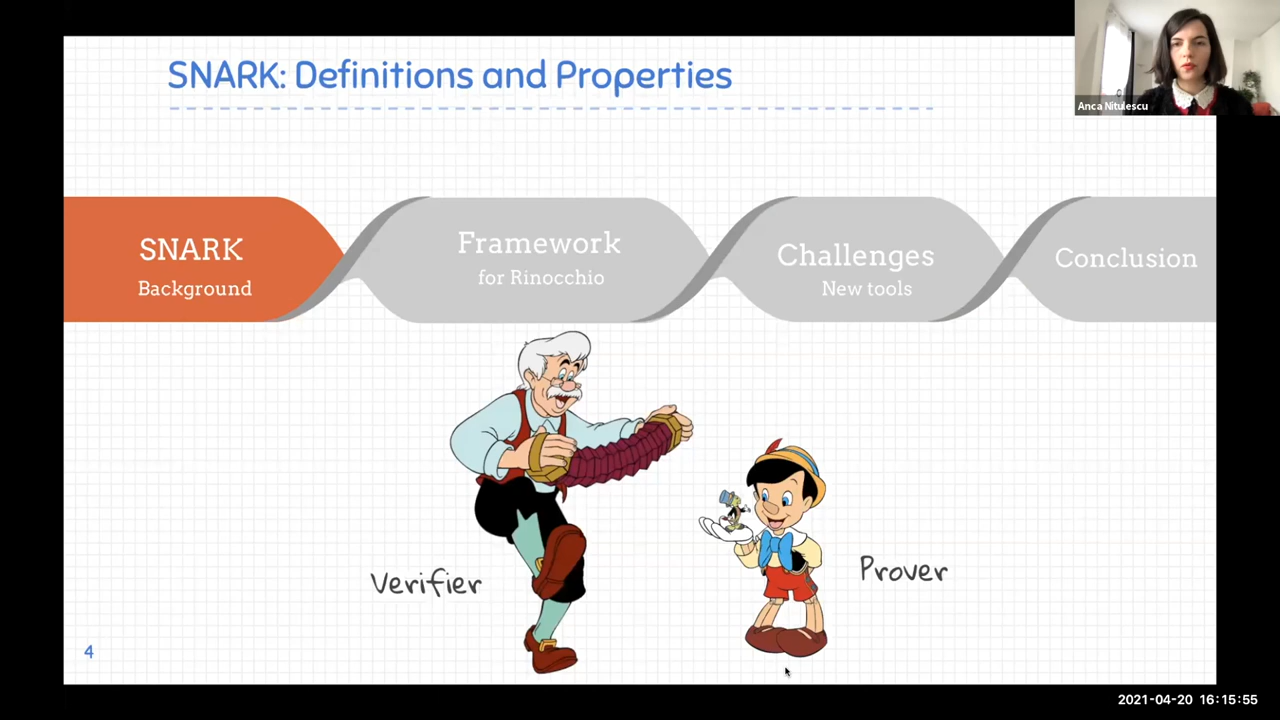 SNARK: Definitions and Properties
Anca Nitulescu
SNARK
Background
Framework
for Rinocchio
Challenges
New tools
Conclusion
Verifier
Prover
4
2021-04-20 16:15:55